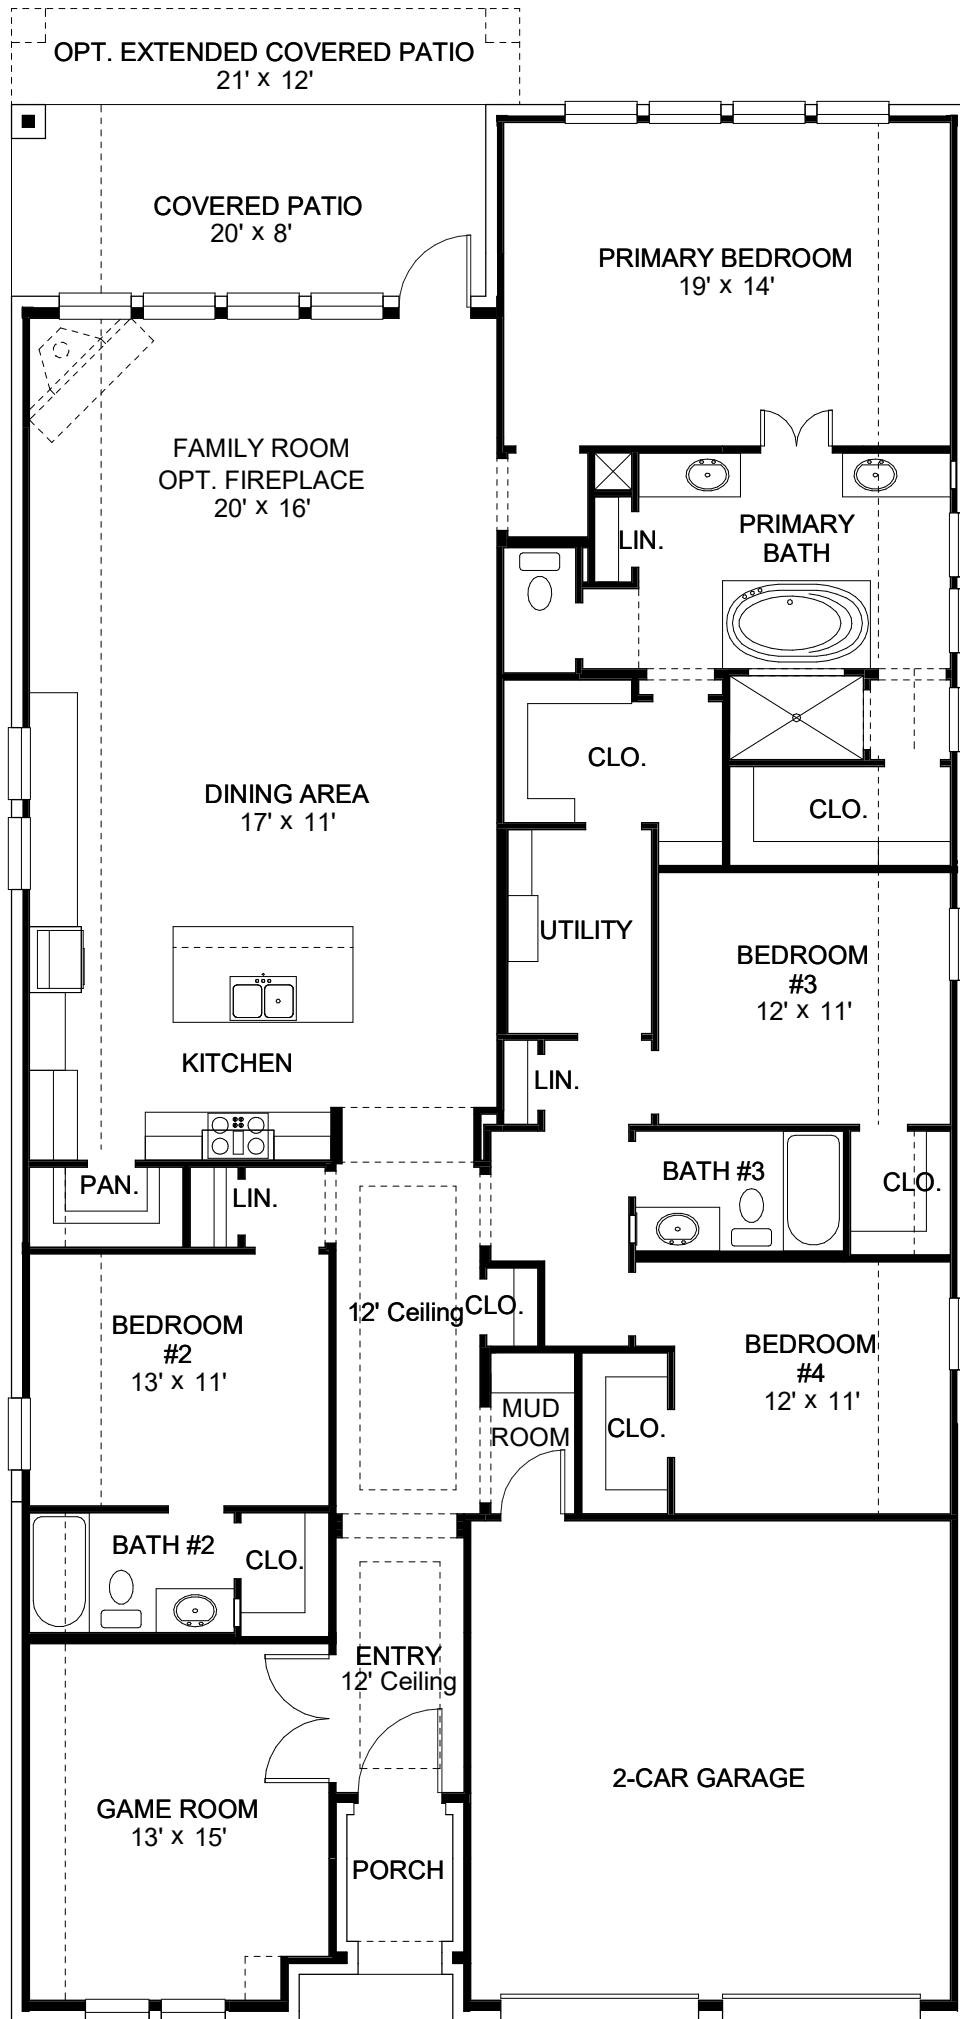 OPT. EXTENDED COVERED PATIO
21' x 12'
COVERED PATIO
20' x 8'
PRIMARY BEDROOM
19' x 14'
FAMILY ROOM
OPT. FIREPLACE
20' x 16'
LIN.
PRIMARY
BATH
CLO.
DINING AREA
17' x 11'
CLO.
UTILITY
BEDROOM
#3
12' x 11'
KITCHEN
LIN.
PAN.
LIN.
BATH #3
CLO.
12' Ceiling
CLO.
BEDROOM
#2
13' x 11'
BEDROOM
#4
12' x 11'
MUD
ROOM
CLO.
BATH #2
CLO.
ENTRY
12' Ceiling
2-CAR GARAGE
GAME ROOM
13' x 15'
PORCH